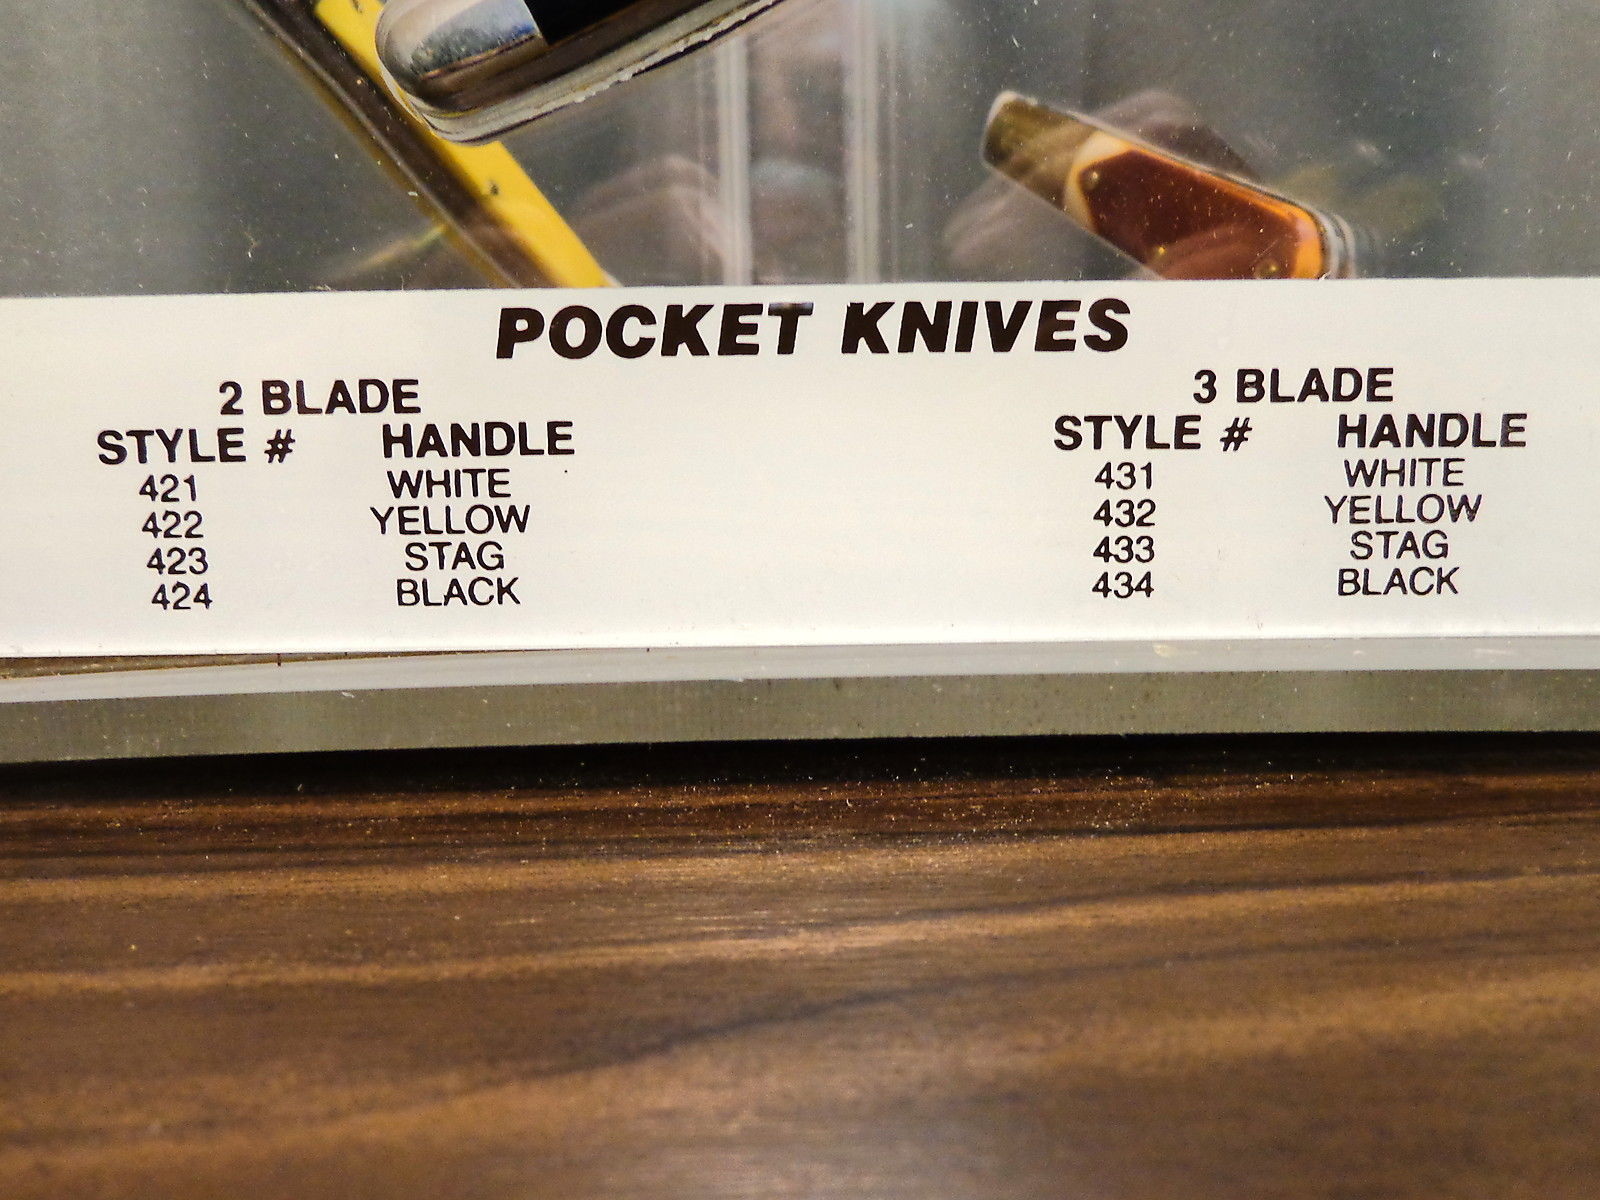 POCKET KNIVES
2 BLADE
STYLE # HANDLE
421 WHITE
422 YELLOW
423 STAG
424 BLACK
3 BLADE
STYLE # HANDLE
431 WHITE
432 YELLOW
433 STAG
434 BLACK